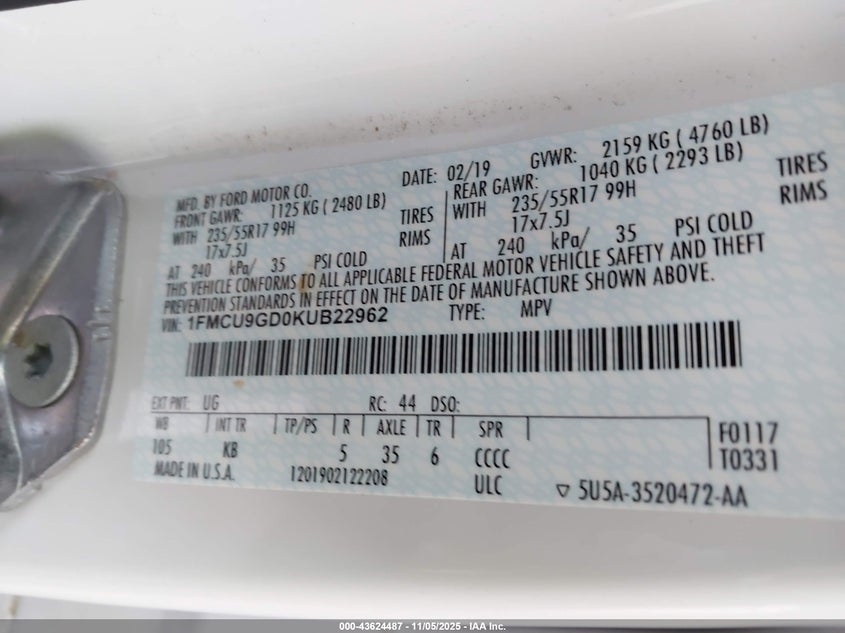 MFD. BY FORD MOTOR CO.
DATE: 02/19 GVWR: 2159 KG ( 4760 LB)
FRONT GAWR: 1125 KG ( 2480 LB)
REAR GAWR: 1040 KG ( 2293 LB)
WITH 235/55R17 99H TIRES
WITH 235/55R17 99H TIRES
17x7.5J RIMS
17x7.5J RIMS
AT 240 kPa/ 35 PSI COLD
AT 240 kPa/ 35 PSI COLD
THIS VEHICLE CONFORMS TO ALL APPLICABLE FEDERAL MOTOR VEHICLE SAFETY AND THEFT
PREVENTION STANDARDS IN EFFECT ON THE DATE OF MANUFACTURE SHOWN ABOVE.
VIN: 1FMCU9GD0KUB22962 TYPE: MPV
EXT PNT: UG RC: 44 DSO:
WB INT TR TP/PS R AXLE TR SPR F0117
105 KB 5 35 6 CCCC T0331
MADE IN U.S.A. 1201902122208 ULC ▽ 5U5A-3520472-AA
000-43624487 - 11/05/2025 - IAA Inc.